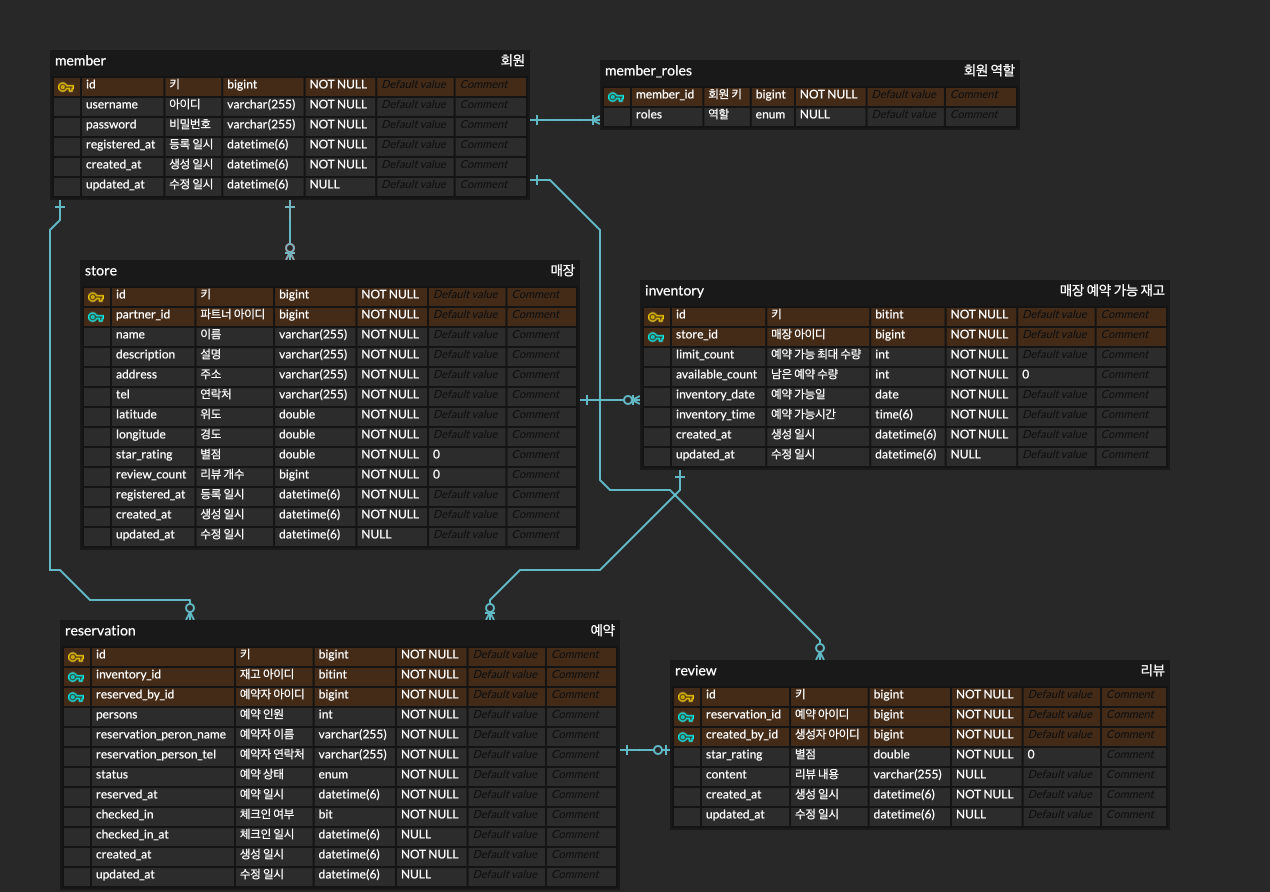 member 회원
id 키 bigint NOT NULL Default value Comment
username 아이디 varchar(255) NOT NULL Default value Comment
password 비밀번호 varchar(255) NOT NULL Default value Comment
registered_at 등록 일시 datetime(6) NOT NULL Default value Comment
created_at 생성 일시 datetime(6) NOT NULL Default value Comment
updated_at 수정 일시 datetime(6) NULL Default value Comment
member_roles 회원 역할
member_id 회원 키 bigint NOT NULL Default value Comment
roles 역할 enum NULL Default value Comment
store 매장
id 키 bigint NOT NULL Default value Comment
partner_id 파트너 아이디 bigint NOT NULL Default value Comment
name 이름 varchar(255) NOT NULL Default value Comment
description 설명 varchar(255) NOT NULL Default value Comment
address 주소 varchar(255) NOT NULL Default value Comment
tel 연락처 varchar(255) NOT NULL Default value Comment
latitude 위도 double NOT NULL Default value Comment
longitude 경도 double NOT NULL Default value Comment
star_rating 별점 double NOT NULL 0 Comment
review_count 리뷰 개수 bigint NOT NULL 0 Comment
registered_at 등록 일시 datetime(6) NOT NULL Default value Comment
created_at 생성 일시 datetime(6) NOT NULL Default value Comment
updated_at 수정 일시 datetime(6) NULL Default value Comment
inventory 매장 예약 가능 재고
id 키 bitint NOT NULL Default value Comment
store_id 매장 아이디 bigint NOT NULL Default value Comment
limit_count 예약 가능 최대 수량 int NOT NULL Default value Comment
available_count 남은 예약 수량 int NOT NULL 0 Comment
inventory_date 예약 가능일 date NOT NULL Default value Comment
inventory_time 예약 가능시간 time(6) NOT NULL Default value Comment
created_at 생성 일시 datetime(6) NOT NULL Default value Comment
updated_at 수정 일시 datetime(6) NULL Default value Comment
reservation 예약
id 키 bigint NOT NULL Default value Comment
inventory_id 재고 아이디 bitint NOT NULL Default value Comment
reserved_by_id 예약자 아이디 bigint NOT NULL Default value Comment
persons 예약 인원 int NOT NULL Default value Comment
reservation_peron_name 예약자 이름 varchar(255) NOT NULL Default value Comment
reservation_person_tel 예약자 연락처 varchar(255) NOT NULL Default value Comment
status 예약 상태 enum NOT NULL Default value Comment
reserved_at 예약 일시 datetime(6) NOT NULL Default value Comment
checked_in 체크인 여부 bit NOT NULL Default value Comment
checked_in_at 체크인 일시 datetime(6) NULL Default value Comment
created_at 생성 일시 datetime(6) NOT NULL Default value Comment
updated_at 수정 일시 datetime(6) NULL Default value Comment
review 리뷰
id 키 bigint NOT NULL Default value Comment
reservation_id 예약 아이디 bigint NOT NULL Default value Comment
created_by_id 생성자 아이디 bigint NOT NULL Default value Comment
star_rating 별점 double NOT NULL 0 Comment
content 리뷰 내용 varchar(255) NULL Default value Comment
created_at 생성 일시 datetime(6) NOT NULL Default value Comment
updated_at 수정 일시 datetime(6) NULL Default value Comment